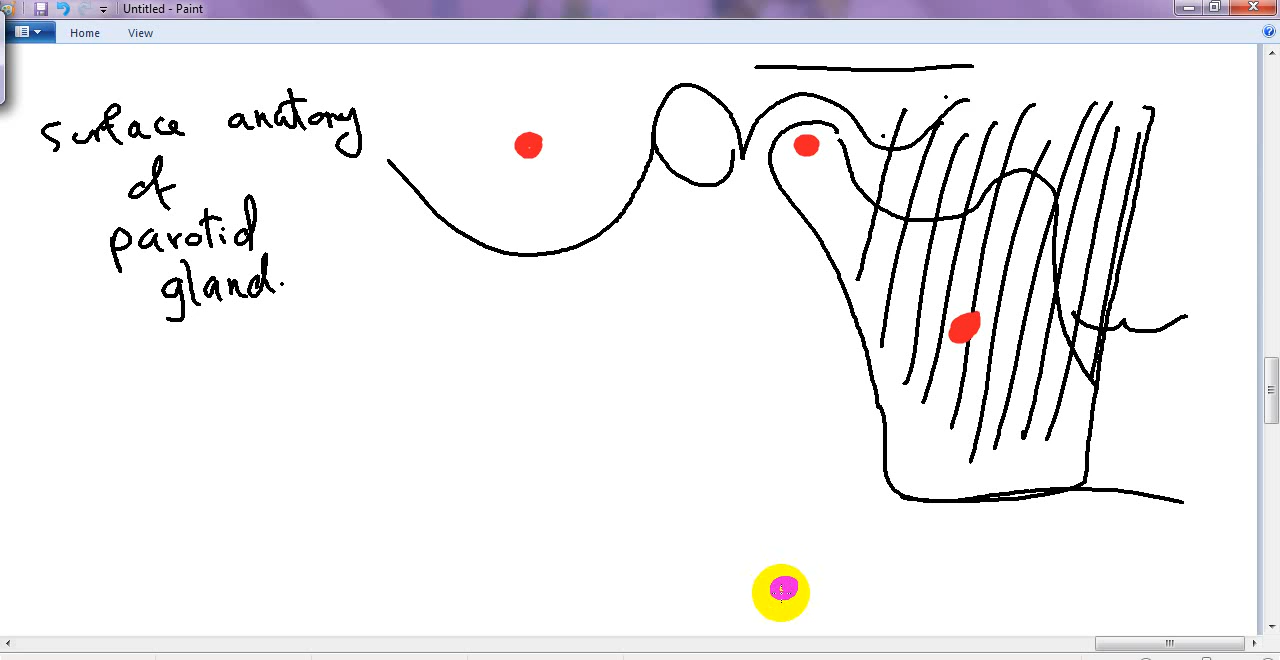 Untitled - Paint
Home View
surface anatomy
of
parotid
gland.